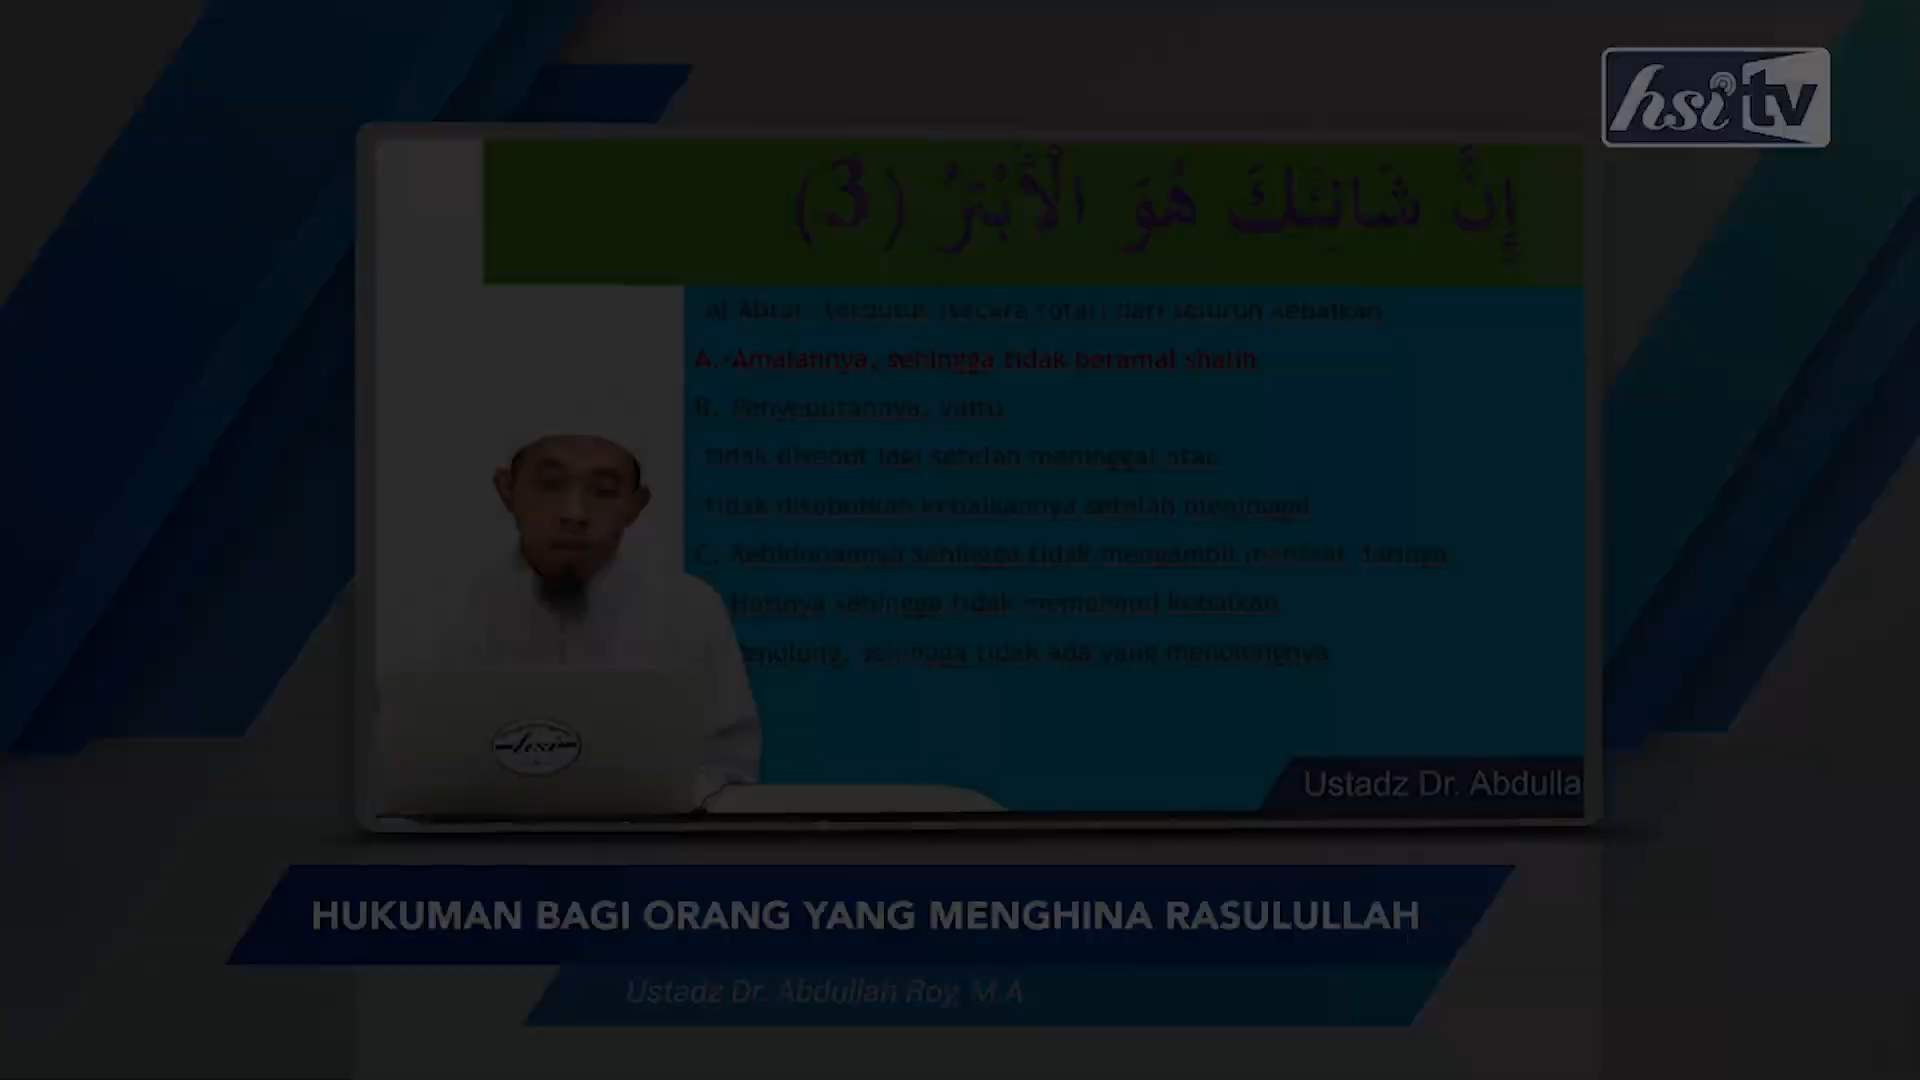 hsi tv
إِنَّ شَانِئَكَ هُوَ الْأَبْتَرُ (3)
al Abtar: terputus (secara total) dari seluruh kebaikan
A. Amalannya, sehingga tidak beramal shalih
B. Penyebutannya, yaitu
tidak disebut lagi setelah meninggal atau
tidak disebutkan kebaikannya setelah meninggal
C. Kehidupannya sehingga tidak mengambil manfaat darinya
Hatinya sehingga tidak memahami kebaikan
Penolong, sehingga tidak ada yang menolongnya
hsi
Ustadz Dr. Abdulla
HUKUMAN BAGI ORANG YANG MENGHINA RASULULLAH
Ustadz Dr. Abdullah Roy, M.A